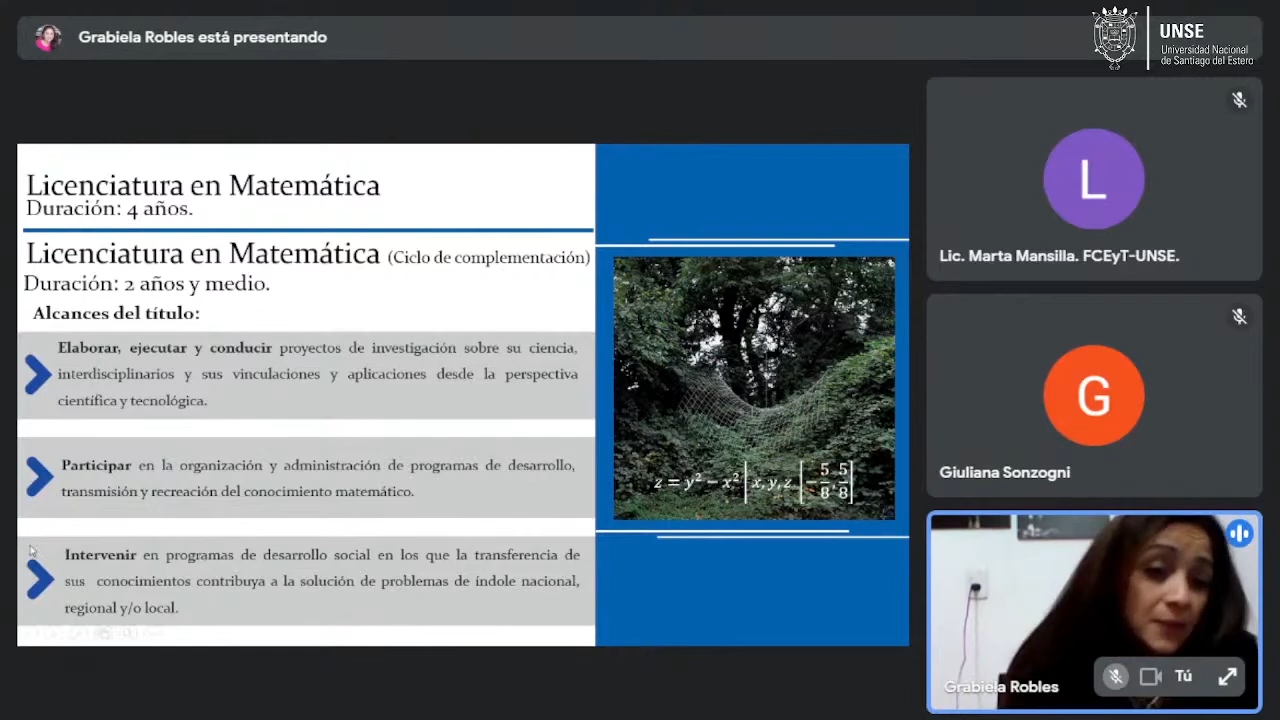 Grabiela Robles está presentando
UNSE
Universidad Nacional
de Santiago del Estero
Licenciatura en Matemática
Duración: 4 años.
Licenciatura en Matemática (Ciclo de complementación)
Duración: 2 años y medio.
Alcances del título:
Elaborar, ejecutar y conducir proyectos de investigación sobre su ciencia,
interdisciplinarios y sus vinculaciones y aplicaciones desde la perspectiva
científica y tecnológica.
Participar en la organización y administración de programas de desarrollo,
transmisión y recreación del conocimiento matemático.
Intervenir en programas de desarrollo social en los que la transferencia de
sus conocimientos contribuya a la solución de problemas de índole nacional,
regional y/o local.
z = y² − x² | x, y, z [−5/8, 5/8]
L
Lic. Marta Mansilla. FCEyT-UNSE.
G
Giuliana Sonzogni
Grabiela Robles
Tú